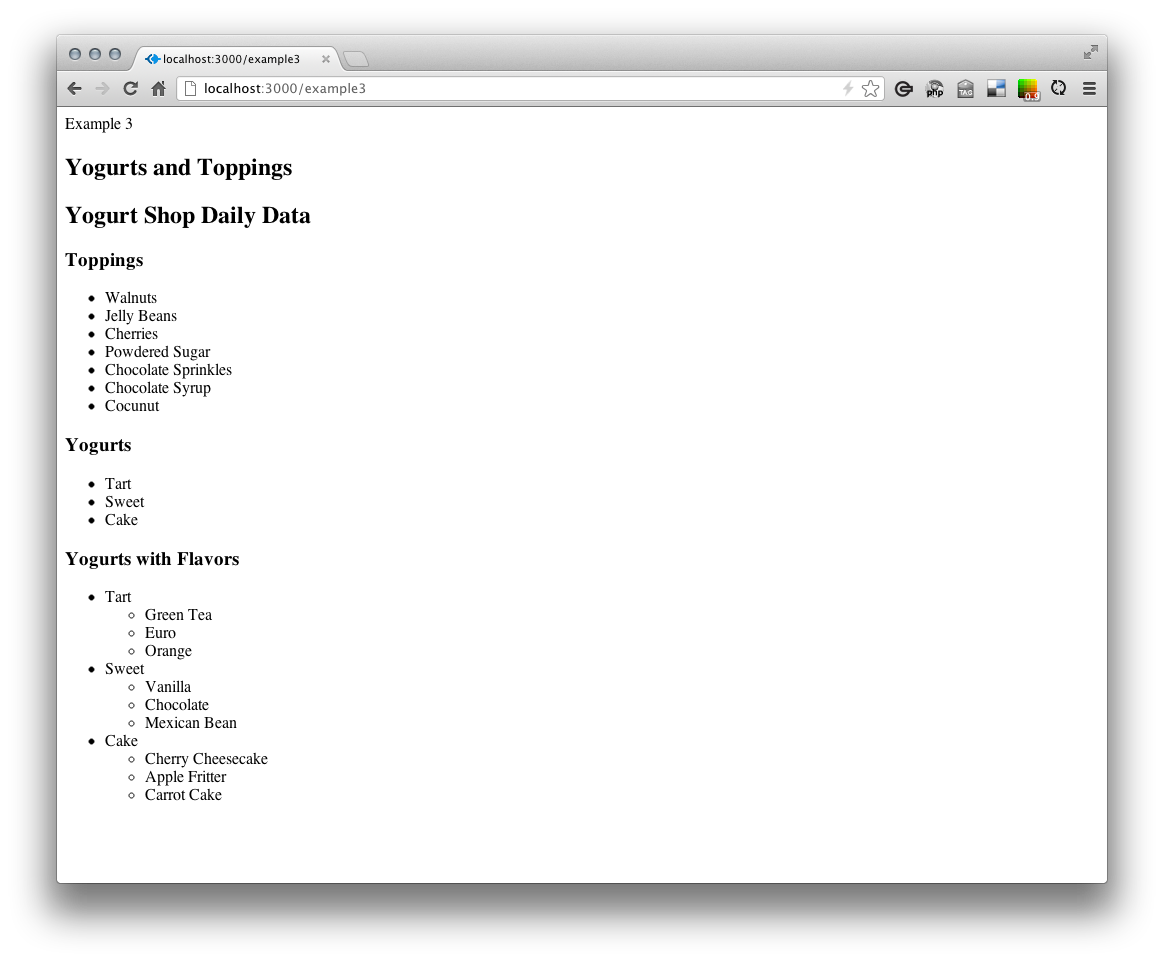 localhost:3000/example3
localhost:3000/example3
php
TAG
0.9
Example 3
Yogurts and Toppings
Yogurt Shop Daily Data
Toppings
Walnuts
Jelly Beans
Cherries
Powdered Sugar
Chocolate Sprinkles
Chocolate Syrup
Cocunut
Yogurts
Tart
Sweet
Cake
Yogurts with Flavors
Tart
Green Tea
Euro
Orange
Sweet
Vanilla
Chocolate
Mexican Bean
Cake
Cherry Cheesecake
Apple Fritter
Carrot Cake